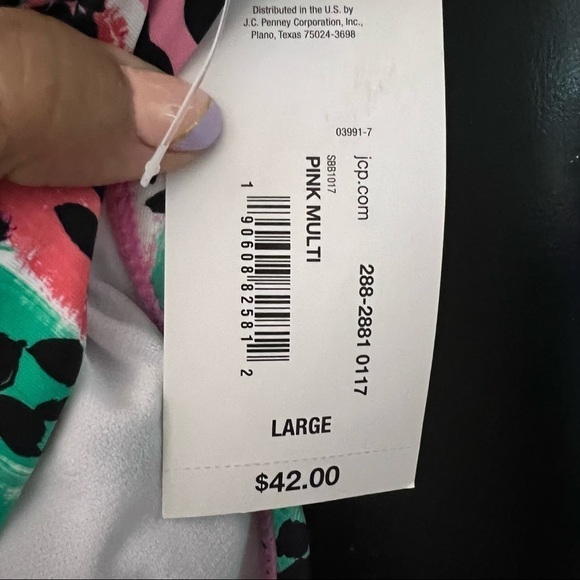 Distributed in the U.S. by
J.C. Penney Corporation, Inc.,
Plano, Texas 75024-3698
03991-7
jcp.com
288-2881 0117
SBB1017
PINK MULTI
1 90608 82581 2
LARGE
$42.00